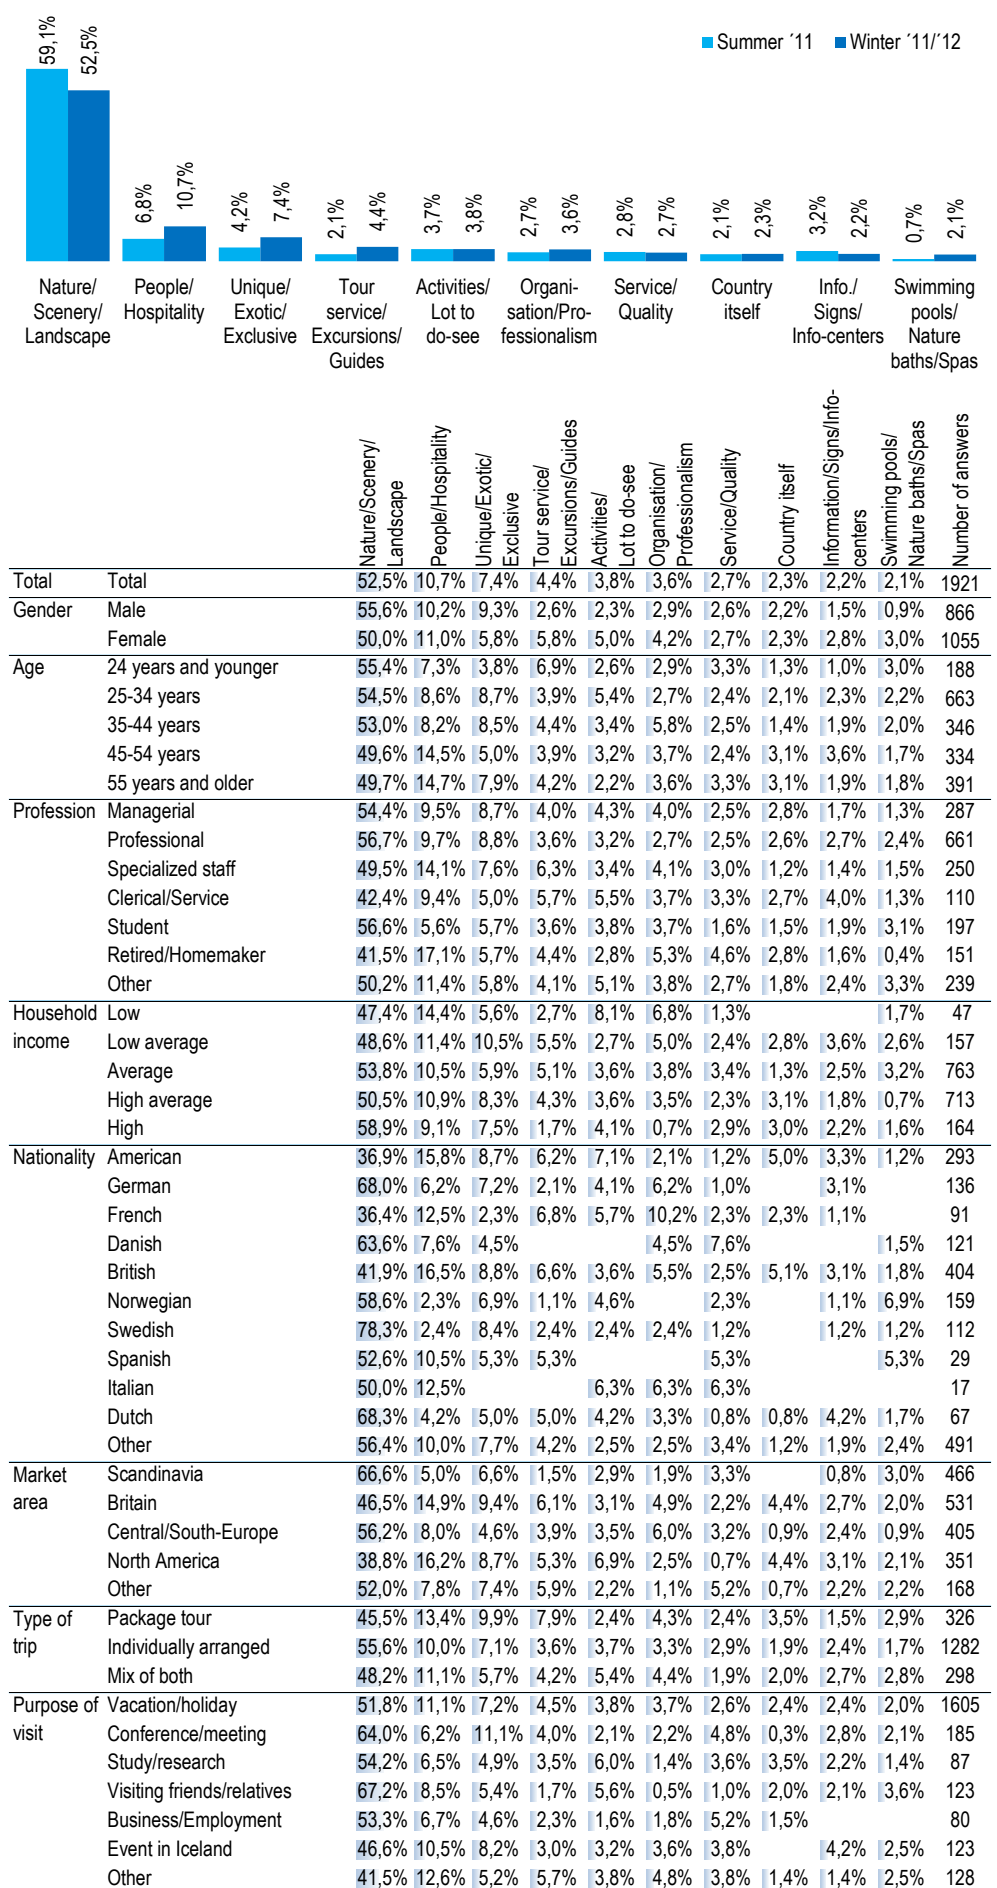 Summer ´11 Winter ´11/´12
59,1% 52,5% 6,8% 10,7% 4,2% 7,4% 2,1% 4,4% 3,7% 3,8% 2,7% 3,6% 2,8% 2,7% 2,1% 2,3% 3,2% 2,2% 0,7% 2,1%
Nature/ People/ Unique/ Tour Activities/ Organi- Service/ Country Info./ Swimming
Scenery/ Hospitality Exotic/ service/ Lot to sation/Pro- Quality itself Signs/ pools/
Landscape Exclusive Excursions/ do-see fessionalism Info-centers Nature
Guides baths/Spas
Nature/Scenery/
Landscape
People/Hospitality
Unique/Exotic/
Exclusive
Tour service/
Excursions/Guides
Activities/
Lot to do-see
Organisation/
Professionalism
Service/Quality
Country itself
Information/Signs/Info-
centers
Swimming pools/
Nature baths/Spas
Number of answers
Total Total 52,5% 10,7% 7,4% 4,4% 3,8% 3,6% 2,7% 2,3% 2,2% 2,1% 1921
Gender Male 55,6% 10,2% 9,3% 2,6% 2,3% 2,9% 2,6% 2,2% 1,5% 0,9% 866
Female 50,0% 11,0% 5,8% 5,8% 5,0% 4,2% 2,7% 2,3% 2,8% 3,0% 1055
Age 24 years and younger 55,4% 7,3% 3,8% 6,9% 2,6% 2,9% 3,3% 1,3% 1,0% 3,0% 188
25-34 years 54,5% 8,6% 8,7% 3,9% 5,4% 2,7% 2,4% 2,1% 2,3% 2,2% 663
35-44 years 53,0% 8,2% 8,5% 4,4% 3,4% 5,8% 2,5% 1,4% 1,9% 2,0% 346
45-54 years 49,6% 14,5% 5,0% 3,9% 3,2% 3,7% 2,4% 3,1% 3,6% 1,7% 334
55 years and older 49,7% 14,7% 7,9% 4,2% 2,2% 3,6% 3,3% 3,1% 1,9% 1,8% 391
Profession Managerial 54,4% 9,5% 8,7% 4,0% 4,3% 4,0% 2,5% 2,8% 1,7% 1,3% 287
Professional 56,7% 9,7% 8,8% 3,6% 3,2% 2,7% 2,5% 2,6% 2,7% 2,4% 661
Specialized staff 49,5% 14,1% 7,6% 6,3% 3,4% 4,1% 3,0% 1,2% 1,4% 1,5% 250
Clerical/Service 42,4% 9,4% 5,0% 5,7% 5,5% 3,7% 3,3% 2,7% 4,0% 1,3% 110
Student 56,6% 5,6% 5,7% 3,6% 3,8% 3,7% 1,6% 1,5% 1,9% 3,1% 197
Retired/Homemaker 41,5% 17,1% 5,7% 4,4% 2,8% 5,3% 4,6% 2,8% 1,6% 0,4% 151
Other 50,2% 11,4% 5,8% 4,1% 5,1% 3,8% 2,7% 1,8% 2,4% 3,3% 239
Household Low 47,4% 14,4% 5,6% 2,7% 8,1% 6,8% 1,3% 1,7% 47
income Low average 48,6% 11,4% 10,5% 5,5% 2,7% 5,0% 2,4% 2,8% 3,6% 2,6% 157
Average 53,8% 10,5% 5,9% 5,1% 3,6% 3,8% 3,4% 1,3% 2,5% 3,2% 763
High average 50,5% 10,9% 8,3% 4,3% 3,6% 3,5% 2,3% 3,1% 1,8% 0,7% 713
High 58,9% 9,1% 7,5% 1,7% 4,1% 0,7% 2,9% 3,0% 2,2% 1,6% 164
Nationality American 36,9% 15,8% 8,7% 6,2% 7,1% 2,1% 1,2% 5,0% 3,3% 1,2% 293
German 68,0% 6,2% 7,2% 2,1% 4,1% 6,2% 1,0% 3,1% 136
French 36,4% 12,5% 2,3% 6,8% 5,7% 10,2% 2,3% 2,3% 1,1% 91
Danish 63,6% 7,6% 4,5% 4,5% 7,6% 1,5% 121
British 41,9% 16,5% 8,8% 6,6% 3,6% 5,5% 2,5% 5,1% 3,1% 1,8% 404
Norwegian 58,6% 2,3% 6,9% 1,1% 4,6% 2,3% 1,1% 6,9% 159
Swedish 78,3% 2,4% 8,4% 2,4% 2,4% 2,4% 1,2% 1,2% 1,2% 112
Spanish 52,6% 10,5% 5,3% 5,3% 5,3% 5,3% 29
Italian 50,0% 12,5% 6,3% 6,3% 6,3% 17
Dutch 68,3% 4,2% 5,0% 5,0% 4,2% 3,3% 0,8% 0,8% 4,2% 1,7% 67
Other 56,4% 10,0% 7,7% 4,2% 2,5% 2,5% 3,4% 1,2% 1,9% 2,4% 491
Market Scandinavia 66,6% 5,0% 6,6% 1,5% 2,9% 1,9% 3,3% 0,8% 3,0% 466
area Britain 46,5% 14,9% 9,4% 6,1% 3,1% 4,9% 2,2% 4,4% 2,7% 2,0% 531
Central/South-Europe 56,2% 8,0% 4,6% 3,9% 3,5% 6,0% 3,2% 0,9% 2,4% 0,9% 405
North America 38,8% 16,2% 8,7% 5,3% 6,9% 2,5% 0,7% 4,4% 3,1% 2,1% 351
Other 52,0% 7,8% 7,4% 5,9% 2,2% 1,1% 5,2% 0,7% 2,2% 2,2% 168
Type of Package tour 45,5% 13,4% 9,9% 7,9% 2,4% 4,3% 2,4% 3,5% 1,5% 2,9% 326
trip Individually arranged 55,6% 10,0% 7,1% 3,6% 3,7% 3,3% 2,9% 1,9% 2,4% 1,7% 1282
Mix of both 48,2% 11,1% 5,7% 4,2% 5,4% 4,4% 1,9% 2,0% 2,7% 2,8% 298
Purpose of Vacation/holiday 51,8% 11,1% 7,2% 4,5% 3,8% 3,7% 2,6% 2,4% 2,4% 2,0% 1605
visit Conference/meeting 64,0% 6,2% 11,1% 4,0% 2,1% 2,2% 4,8% 0,3% 2,8% 2,1% 185
Study/research 54,2% 6,5% 4,9% 3,5% 6,0% 1,4% 3,6% 3,5% 2,2% 1,4% 87
Visiting friends/relatives 67,2% 8,5% 5,4% 1,7% 5,6% 0,5% 1,0% 2,0% 2,1% 3,6% 123
Business/Employment 53,3% 6,7% 4,6% 2,3% 1,6% 1,8% 5,2% 1,5% 80
Event in Iceland 46,6% 10,5% 8,2% 3,0% 3,2% 3,6% 3,8% 4,2% 2,5% 123
Other 41,5% 12,6% 5,2% 5,7% 3,8% 4,8% 3,8% 1,4% 1,4% 2,5% 128